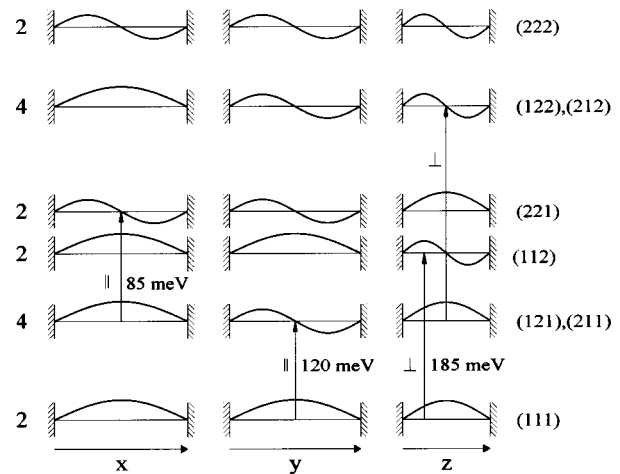 2 (222)
4 (122),(212)
⊥
2 (221)
2 (112)
∥ 85 meV
4 (121),(211)
∥ 120 meV ⊥ 185 meV
2 (111)
x y z